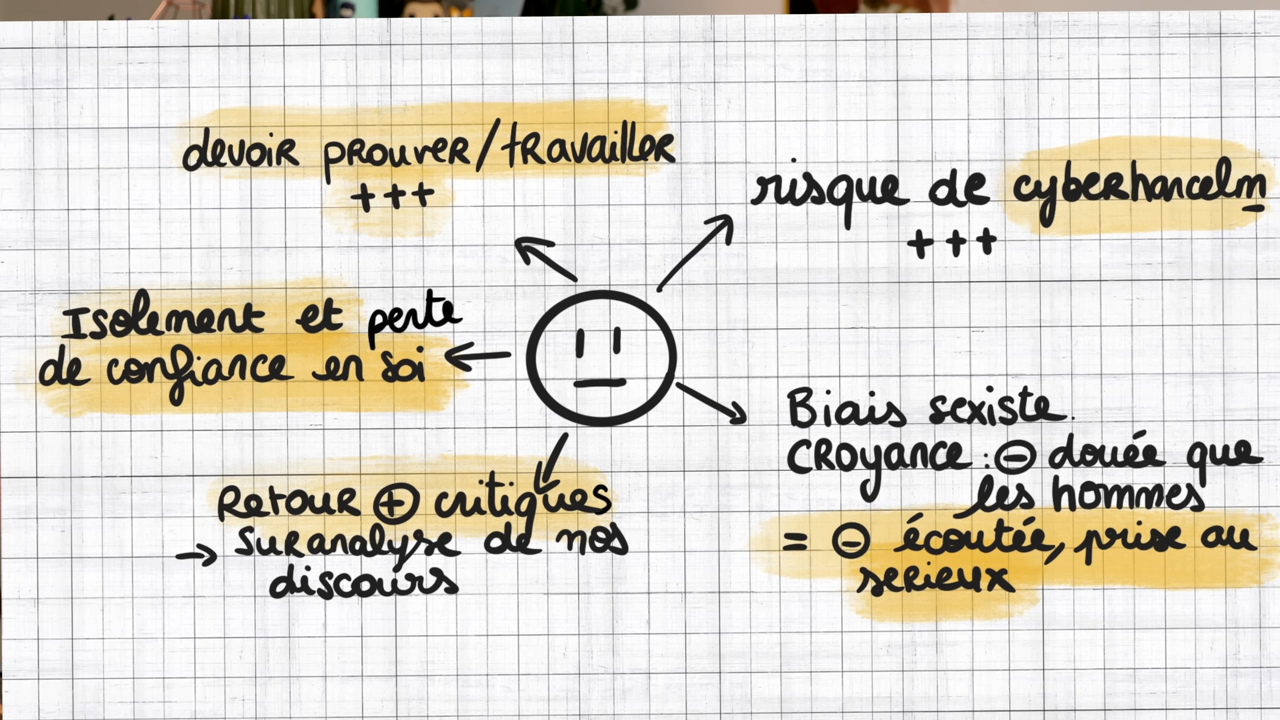 devoir prouver/travailler
+++
risque de cyberharcelm
+++
Isolement et perte
de confiance en soi
Biais sexiste.
Croyance : ⊖ douée que
les hommes
= ⊖ écoutée, prise au
serieux
Retour ⊕ critiques
→ Suranalyse de nos
discours